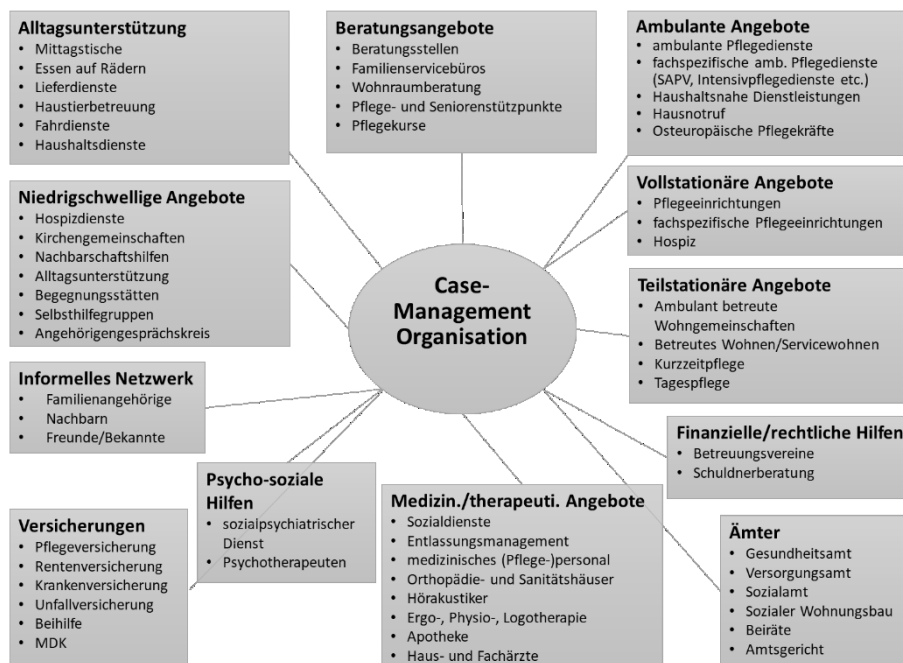 Alltagsunterstützung
• Mittagstische
• Essen auf Rädern
• Lieferdienste
• Haustierbetreuung
• Fahrdienste
• Haushaltsdienste
Beratungsangebote
• Beratungsstellen
• Familienservicebüros
• Wohnraumberatung
• Pflege- und Seniorenstützpunkte
• Pflegekurse
Ambulante Angebote
• ambulante Pflegedienste
• fachspezifische amb. Pflegedienste
(SAPV, Intensivpflegedienste etc.)
• Haushaltsnahe Dienstleistungen
• Hausnotruf
• Osteuropäische Pflegekräfte
Niedrigschwellige Angebote
• Hospizdienste
• Kirchengemeinschaften
• Nachbarschaftshilfen
• Alltagsunterstützung
• Begegnungsstätten
• Selbsthilfegruppen
• Angehörigengesprächskreis
Case-
Management
Organisation
Vollstationäre Angebote
• Pflegeeinrichtungen
• fachspezifische Pflegeeinrichtungen
• Hospiz
Teilstationäre Angebote
• Ambulant betreute
Wohngemeinschaften
• Betreutes Wohnen/Servicewohnen
• Kurzzeitpflege
• Tagespflege
Informelles Netzwerk
• Familienangehörige
• Nachbarn
• Freunde/Bekannte
Finanzielle/rechtliche Hilfen
• Betreuungsvereine
• Schuldnerberatung
Psycho-soziale
Hilfen
• sozialpsychiatrischer
Dienst
• Psychotherapeuten
Versicherungen
• Pflegeversicherung
• Rentenversicherung
• Krankenversicherung
• Unfallversicherung
• Beihilfe
• MDK
Medizin./therapeuti. Angebote
• Sozialdienste
• Entlassungsmanagement
• medizinisches (Pflege-)personal
• Orthopädie- und Sanitätshäuser
• Hörakustiker
• Ergo-, Physio-, Logotherapie
• Apotheke
• Haus- und Fachärzte
Ämter
• Gesundheitsamt
• Versorgungsamt
• Sozialamt
• Sozialer Wohnungsbau
• Beiräte
• Amtsgericht